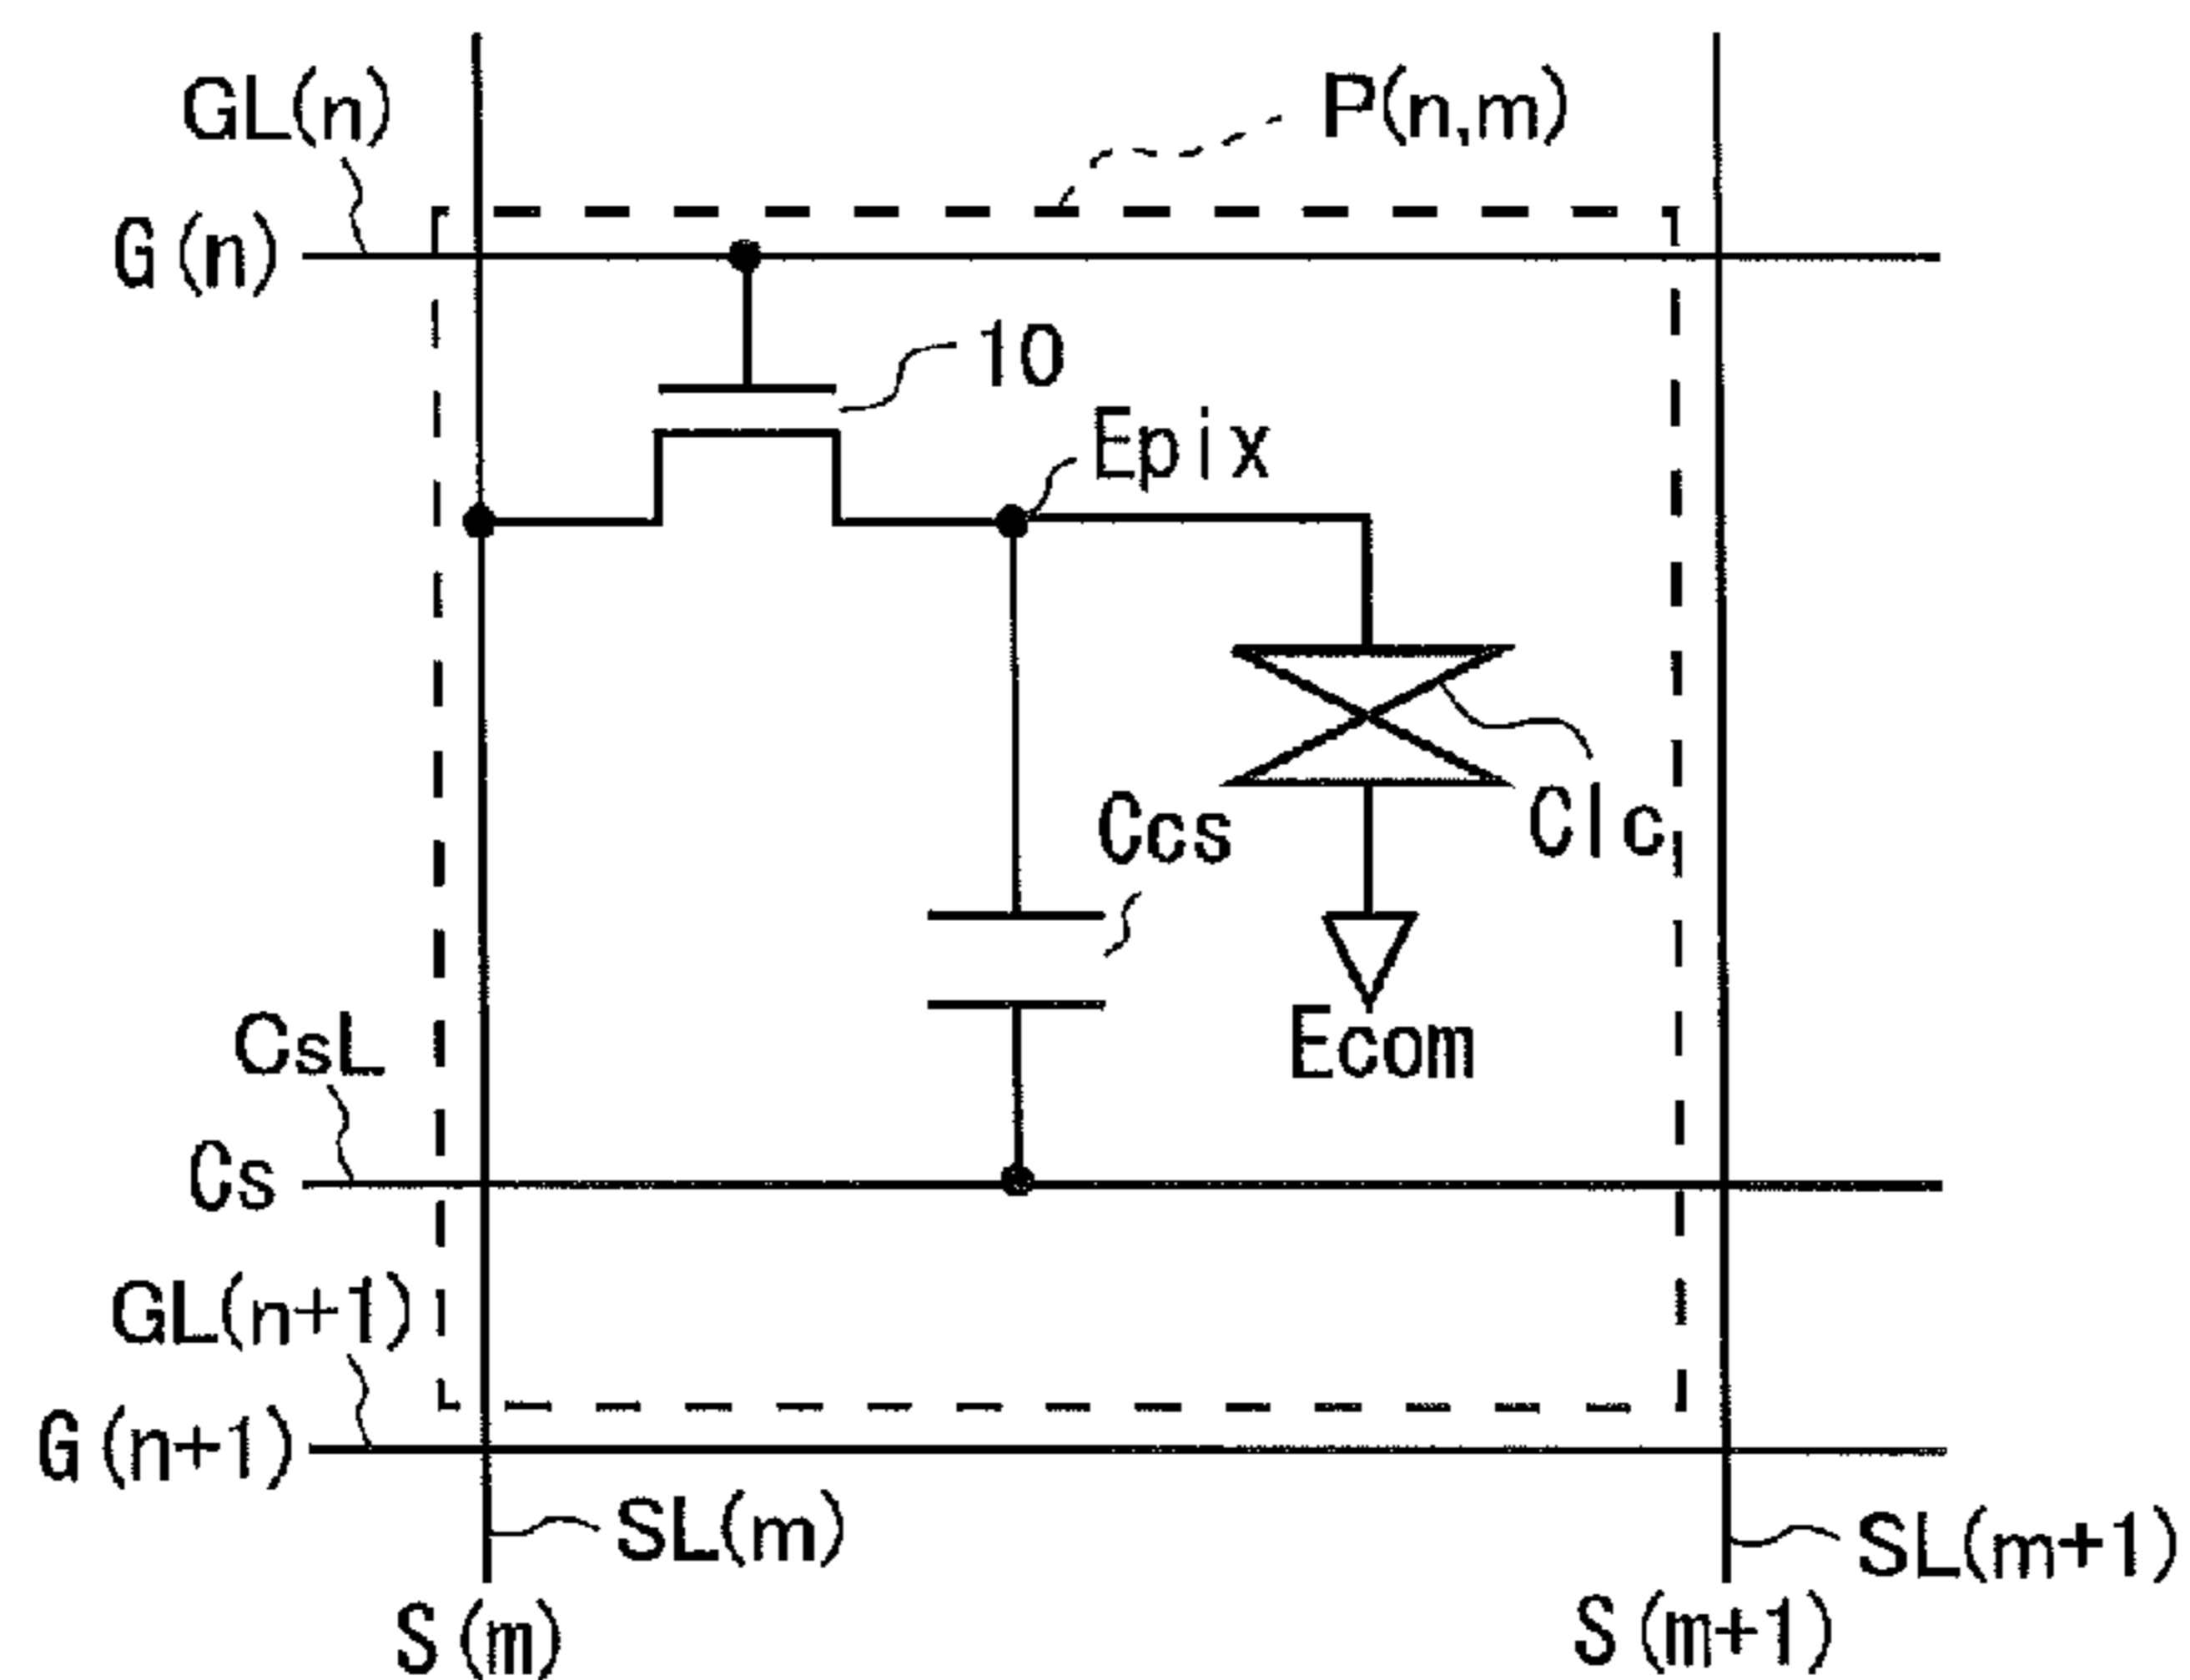 GL(n)
P(n,m)
G(n)
10
Epix
Ccs
Clc
CsL
Ecom
Cs
GL(n+1)
G(n+1)
SL(m)
SL(m+1)
S(m)
S(m+1)